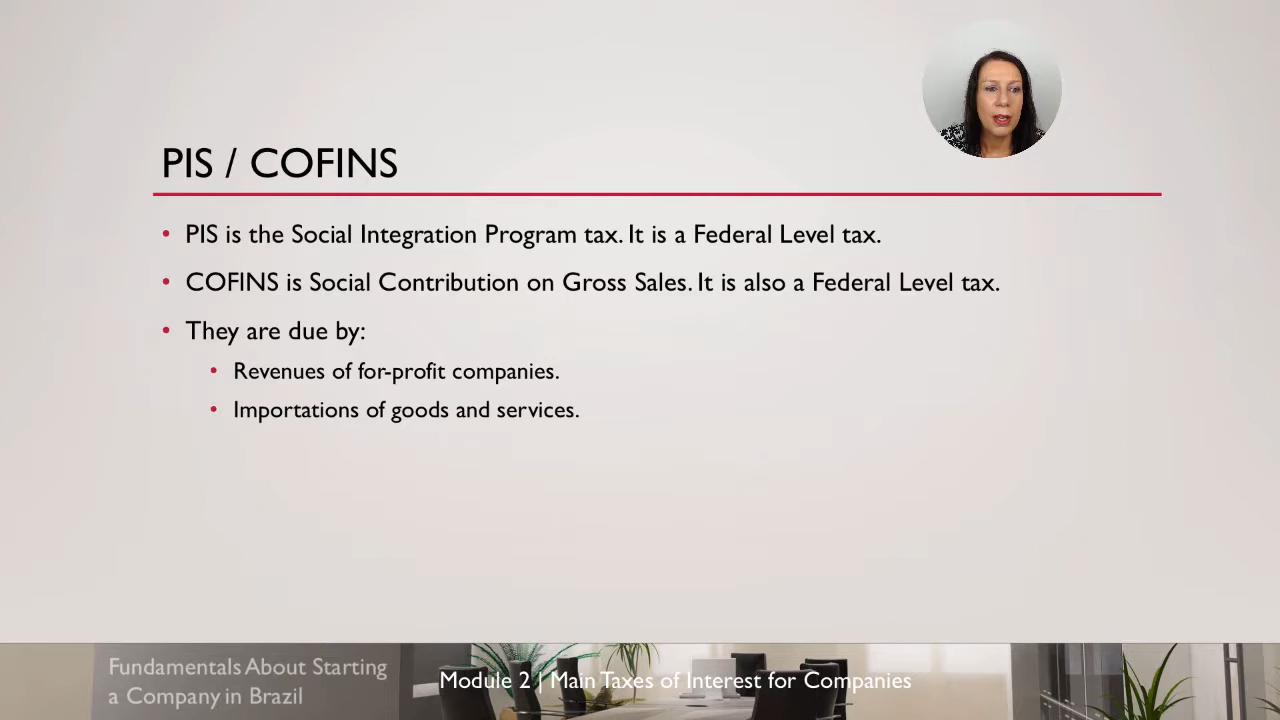 PIS / COFINS
PIS is the Social Integration Program tax. It is a Federal Level tax.
COFINS is Social Contribution on Gross Sales. It is also a Federal Level tax.
They are due by:
Revenues of for-profit companies.
Importations of goods and services.
Fundamentals About Starting
a Company in Brazil
Module 2 | Main Taxes of Interest for Companies